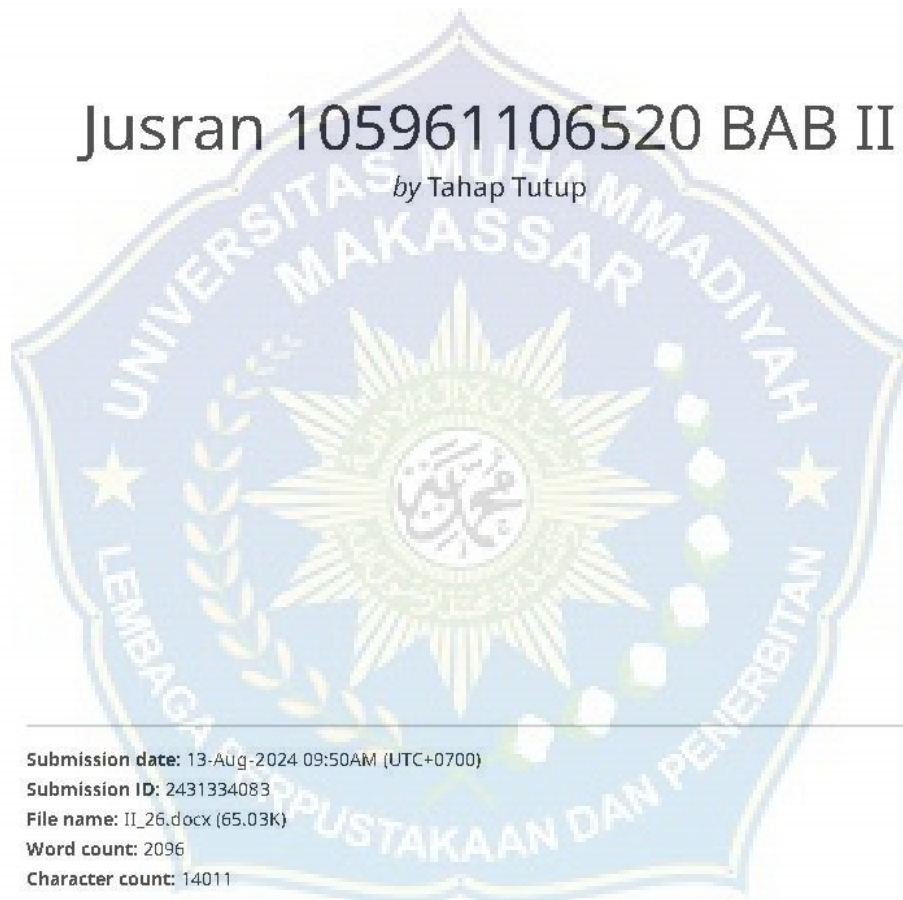 Jusran 105961106520 BAB II
by Tahap Tutup
UNIVERSITAS MUHAMMADIYAH
MAKASSAR
محمدية
LEMBAGA PERPUSTAKAAN DAN PENERBITAN
Submission date: 13-Aug-2024 09:50AM (UTC+0700)
Submission ID: 2431334083
File name: II_26.docx (65.03K)
Word count: 2096
Character count: 14011